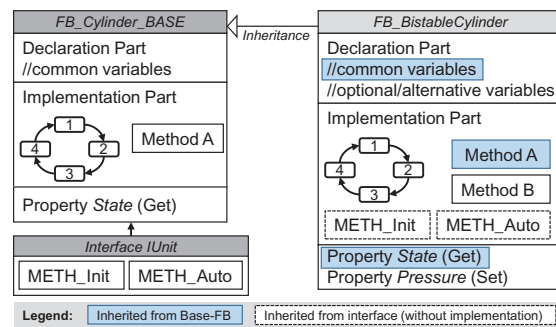 FB_Cylinder_BASE
Declaration Part
//common variables
Implementation Part
1
2
3
4
Method A
Property State (Get)
Interface IUnit
METH_Init
METH_Auto
Inheritance
FB_BistableCylinder
Declaration Part
//common variables
//optional/alternative variables
Implementation Part
1
2
3
4
Method A
Method B
METH_Init
METH_Auto
Property State (Get)
Property Pressure (Set)
Legend:
Inherited from Base-FB
Inherited from interface (without implementation)